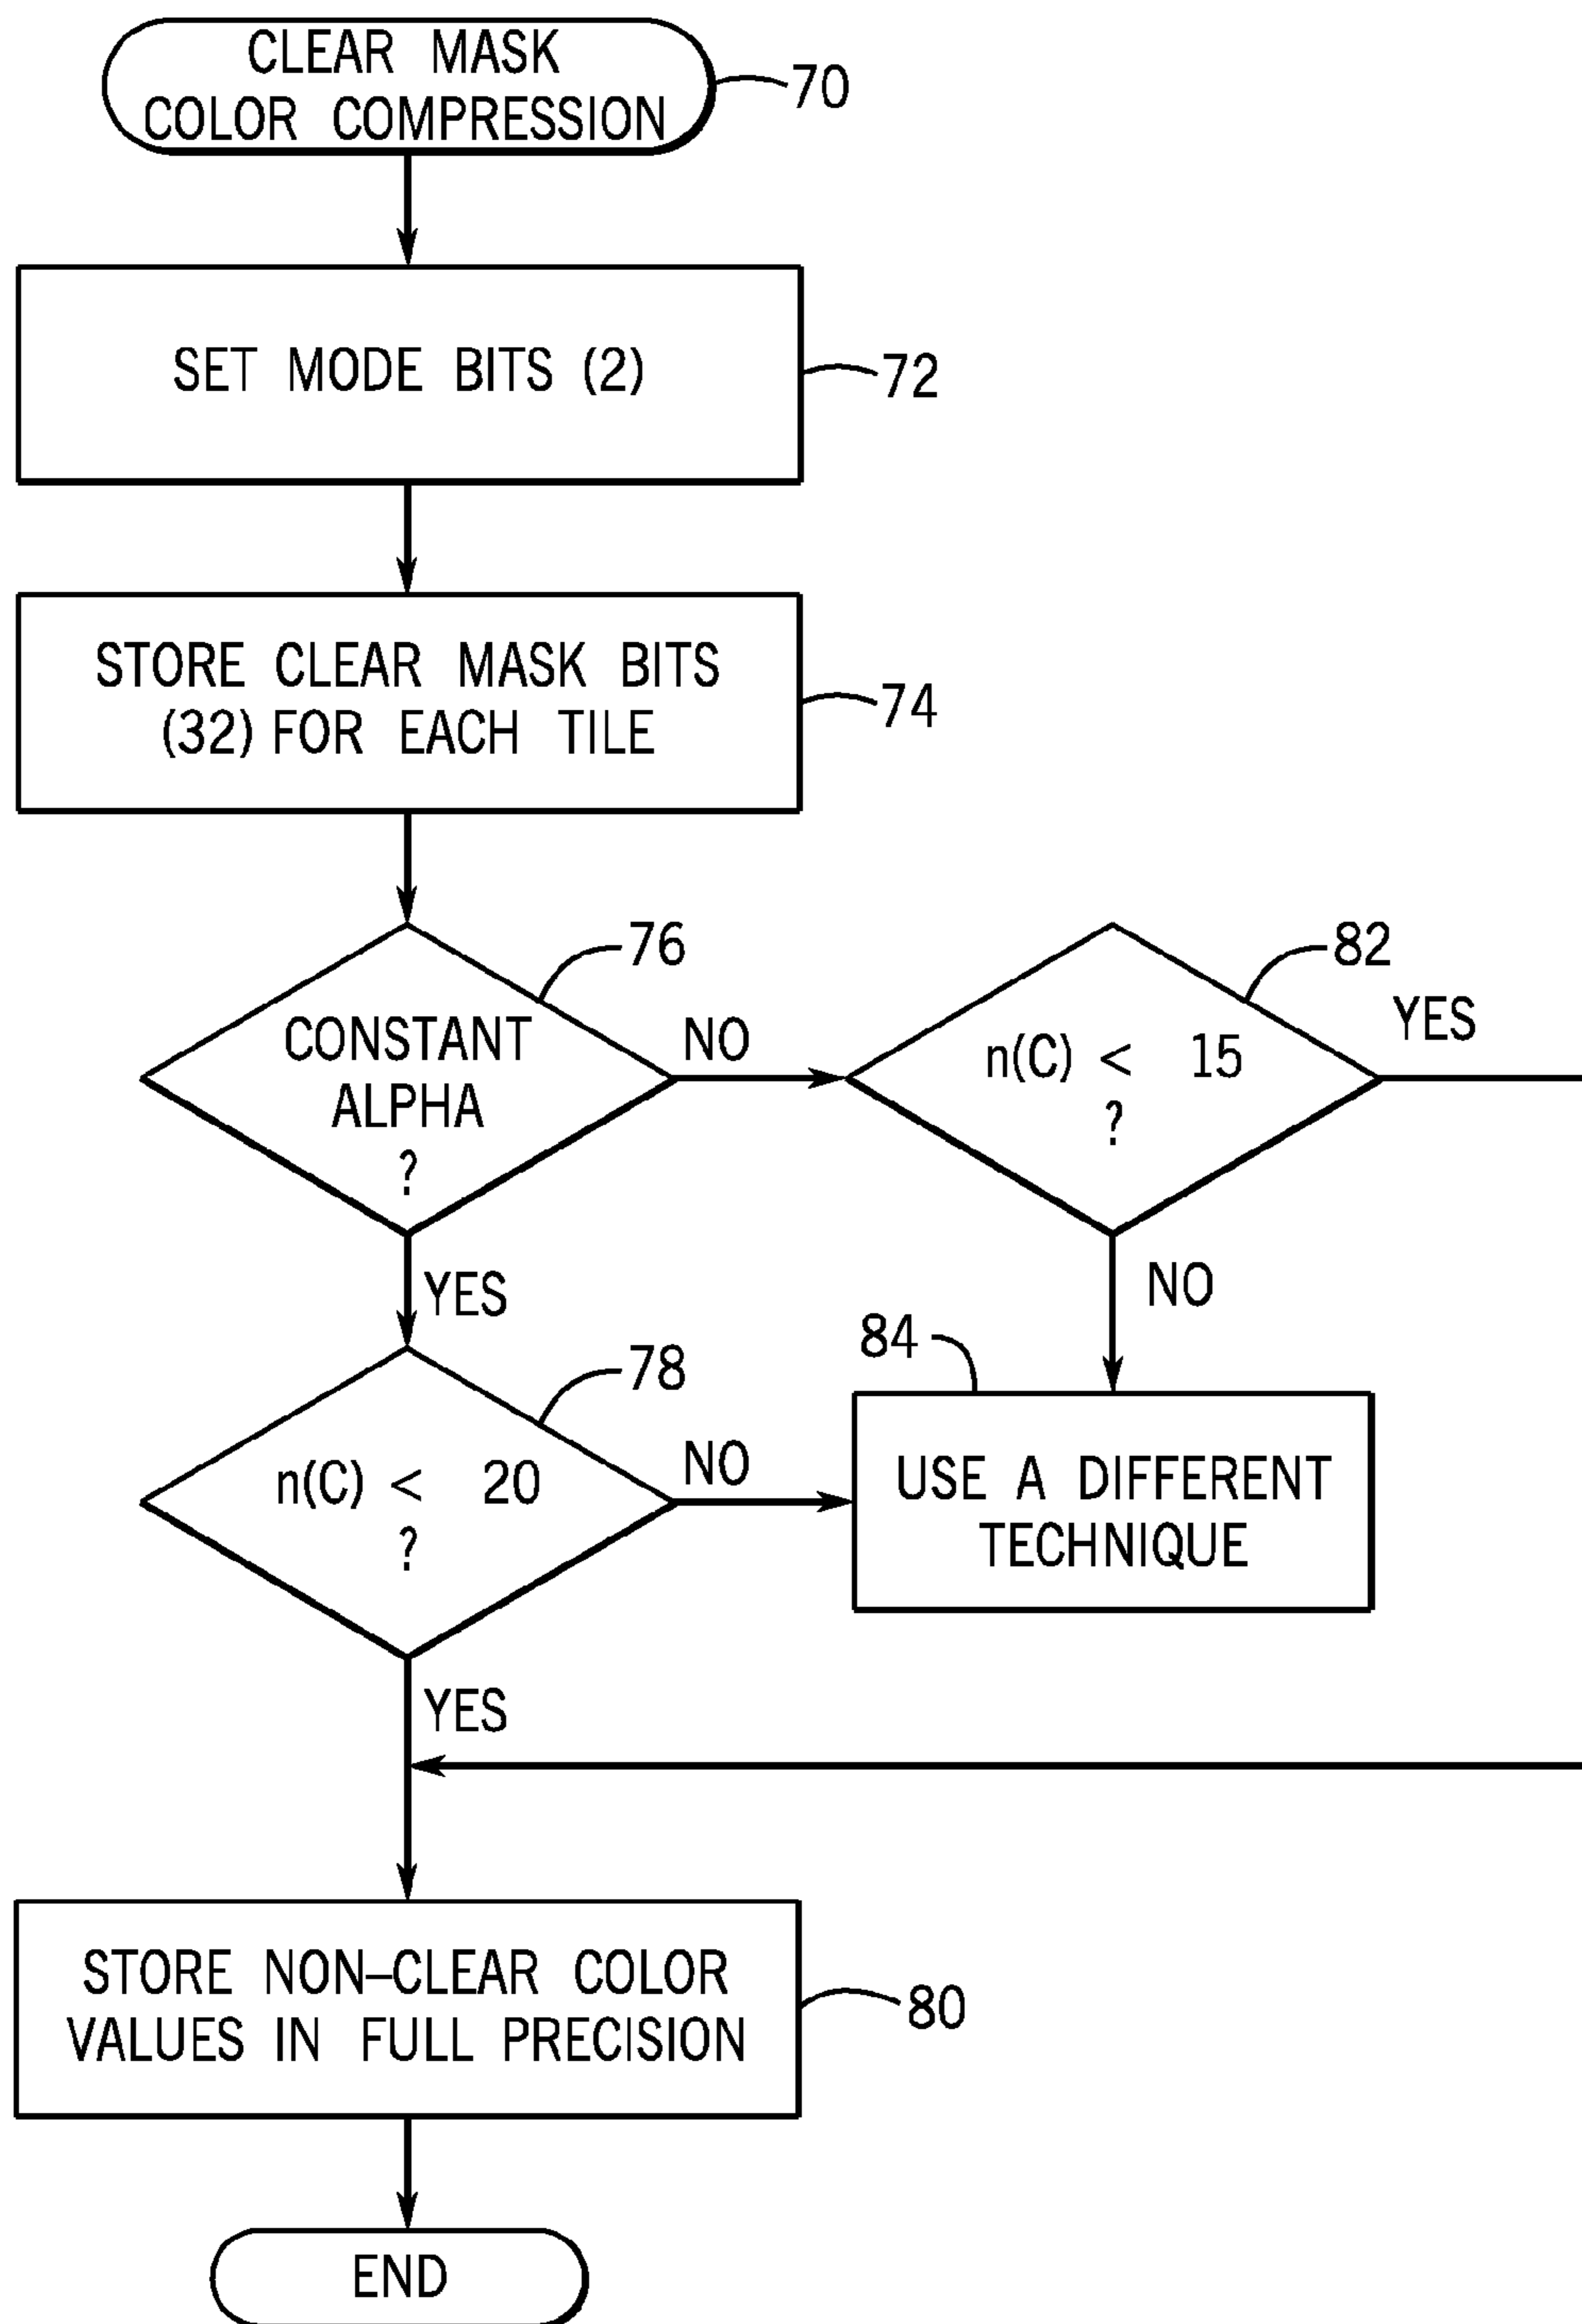 CLEAR MASK
COLOR COMPRESSION
70
SET MODE BITS (2)
72
STORE CLEAR MASK BITS
(32) FOR EACH TILE
74
CONSTANT
ALPHA
?
76
NO
YES
n(C) < 15
?
82
YES
NO
n(C) < 20
?
78
NO
YES
84
USE A DIFFERENT
TECHNIQUE
STORE NON–CLEAR COLOR
VALUES IN FULL PRECISION
80
END